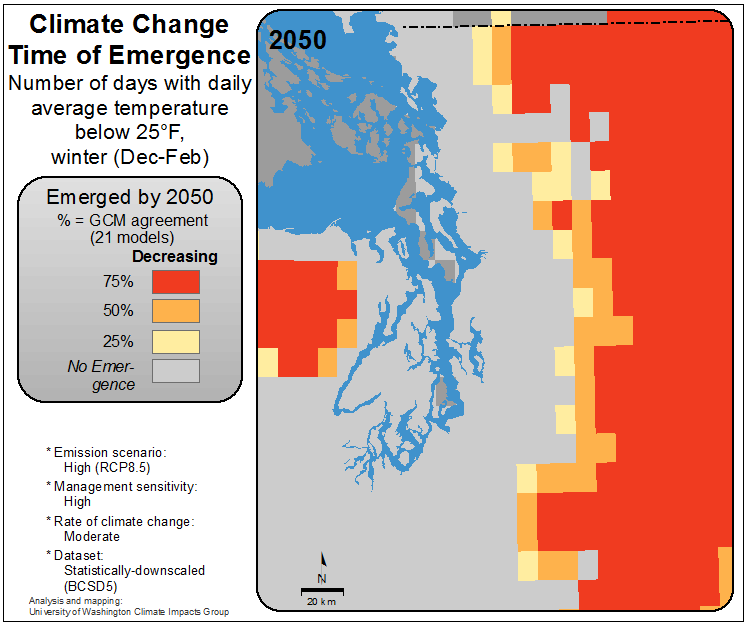 Climate Change
Time of Emergence
Number of days with daily
average temperature
below 25°F,
winter (Dec-Feb)
2050
Emerged by 2050
% = GCM agreement
(21 models)
Decreasing
75%
50%
25%
No Emer-
gence
* Emission scenario:
High (RCP8.5)
* Management sensitivity:
High
* Rate of climate change:
Moderate
* Dataset:
Statistically-downscaled
(BCSD5)
Analysis and mapping:
University of Washington Climate Impacts Group
N
20 km